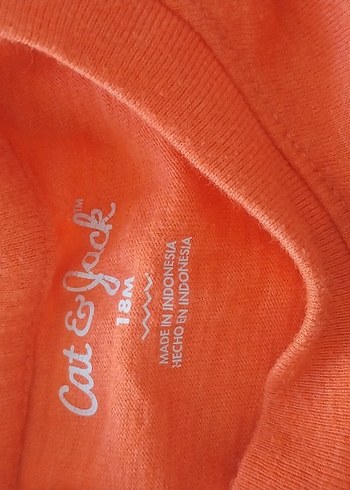 Cat & Jack™
18M
MADE IN INDONESIA
HECHO EN INDONESIA